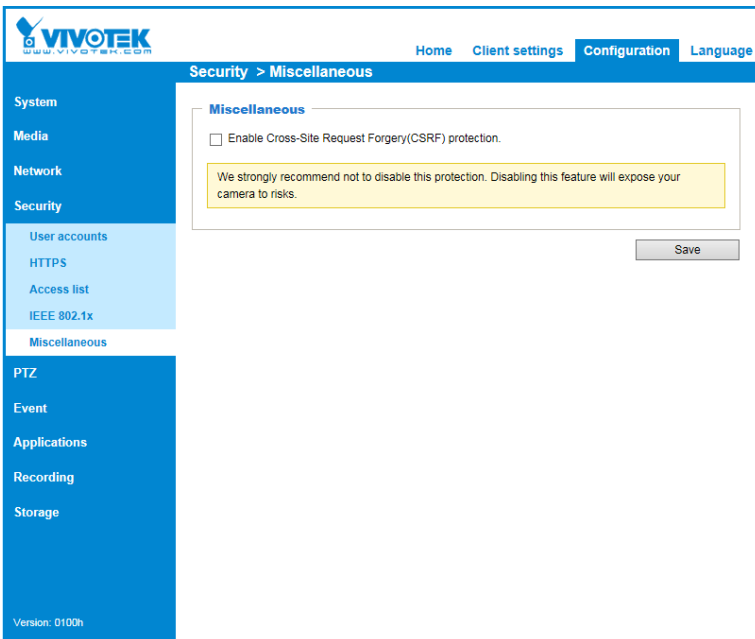 VIVOTEK
www.vivotek.com
Home Client settings Configuration Language
Security > Miscellaneous
System
Media
Network
Security
User accounts
HTTPS
Access list
IEEE 802.1x
Miscellaneous
PTZ
Event
Applications
Recording
Storage
Version: 0100h
Miscellaneous
Enable Cross-Site Request Forgery(CSRF) protection.
We strongly recommend not to disable this protection. Disabling this feature will expose your
camera to risks.
Save